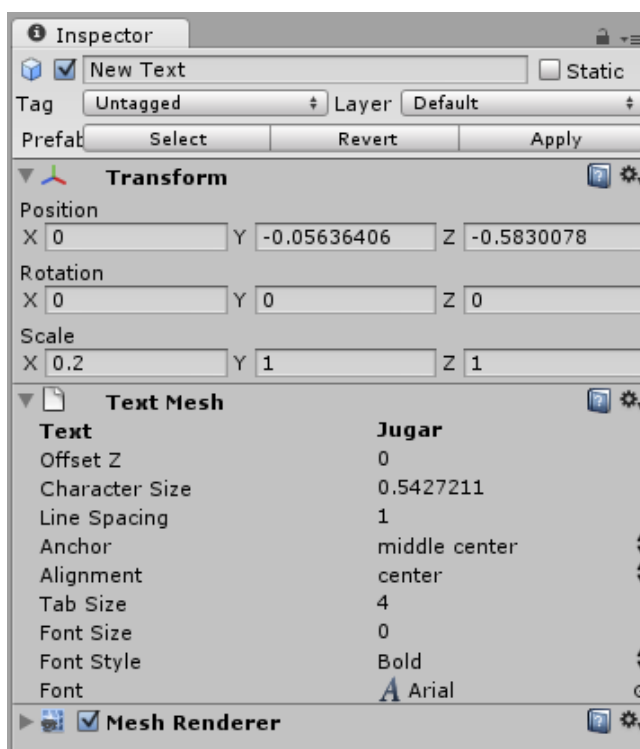 Inspector
New Text Static
Tag Untagged Layer Default
Prefab Select Revert Apply
Transform
Position
X 0 Y -0.05636406 Z -0.5830078
Rotation
X 0 Y 0 Z 0
Scale
X 0.2 Y 1 Z 1
Text Mesh
Text Jugar
Offset Z 0
Character Size 0.5427211
Line Spacing 1
Anchor middle center
Alignment center
Tab Size 4
Font Size 0
Font Style Bold
Font A Arial
Mesh Renderer